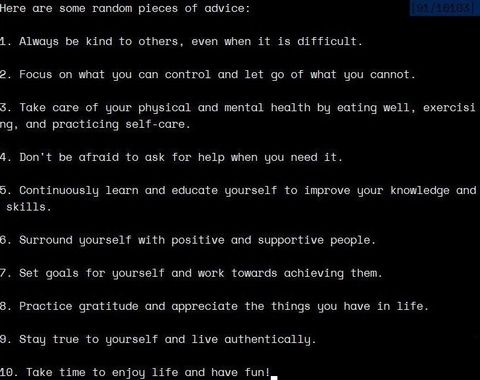 Here are some random pieces of advice:
[91/10103]
1. Always be kind to others, even when it is difficult.
2. Focus on what you can control and let go of what you cannot.
3. Take care of your physical and mental health by eating well, exercisi
ng, and practicing self-care.
4. Don't be afraid to ask for help when you need it.
5. Continuously learn and educate yourself to improve your knowledge and
skills.
6. Surround yourself with positive and supportive people.
7. Set goals for yourself and work towards achieving them.
8. Practice gratitude and appreciate the things you have in life.
9. Stay true to yourself and live authentically.
10. Take time to enjoy life and have fun!